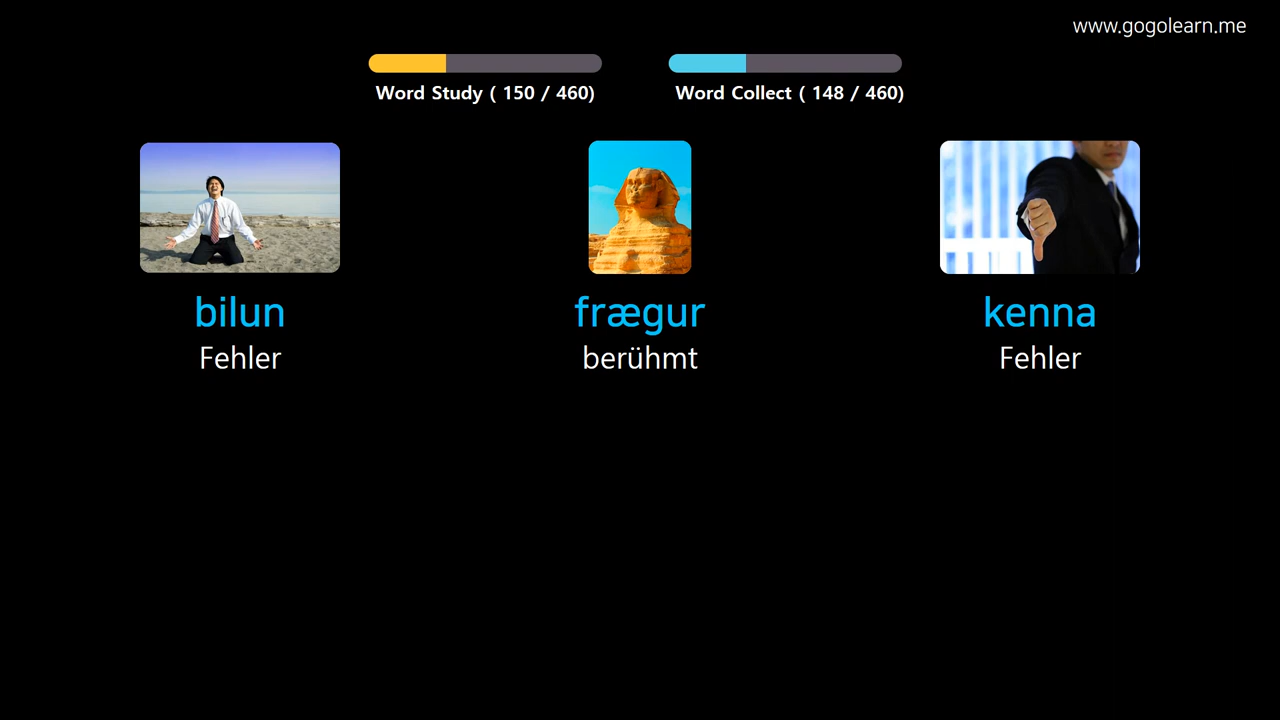 www.gogolearn.me
Word Study ( 150 / 460)
Word Collect ( 148 / 460)
bilun
Fehler
frægur
berühmt
kenna
Fehler